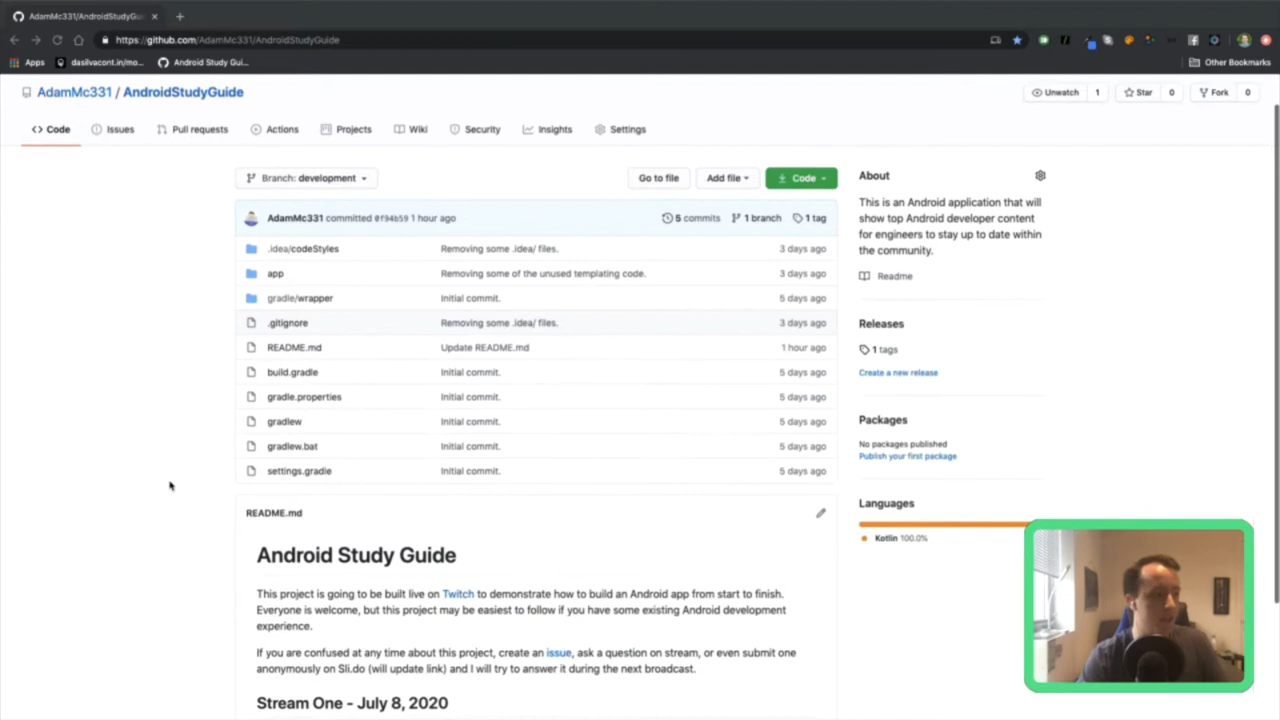 AdamMc331/AndroidStudyGui
https://github.com/AdamMc331/AndroidStudyGuide
Apps dasilvacont.in/mo... Android Study Gui... Other Bookmarks
AdamMc331 / AndroidStudyGuide Unwatch 1 Star 0 Fork 0
Code Issues Pull requests Actions Projects Wiki Security Insights Settings
Branch: development Go to file Add file Code
AdamMc331 committed 0f94b59 1 hour ago 5 commits 1 branch 1 tag
.idea/codeStyles Removing some .idea/ files. 3 days ago
app Removing some of the unused templating code. 3 days ago
gradle/wrapper Initial commit. 5 days ago
.gitignore Removing some .idea/ files. 3 days ago
README.md Update README.md 1 hour ago
build.gradle Initial commit. 5 days ago
gradle.properties Initial commit. 5 days ago
gradlew Initial commit. 5 days ago
gradlew.bat Initial commit. 5 days ago
settings.gradle Initial commit. 5 days ago
README.md
Android Study Guide
This project is going to be built live on Twitch to demonstrate how to build an Android app from start to finish.
Everyone is welcome, but this project may be easiest to follow if you have some existing Android development
experience.
If you are confused at any time about this project, create an issue, ask a question on stream, or even submit one
anonymously on Sli.do (will update link) and I will try to answer it during the next broadcast.
Stream One - July 8, 2020
About
This is an Android application that will
show top Android developer content
for engineers to stay up to date within
the community.
Readme
Releases
1 tags
Create a new release
Packages
No packages published
Publish your first package
Languages
Kotlin 100.0%